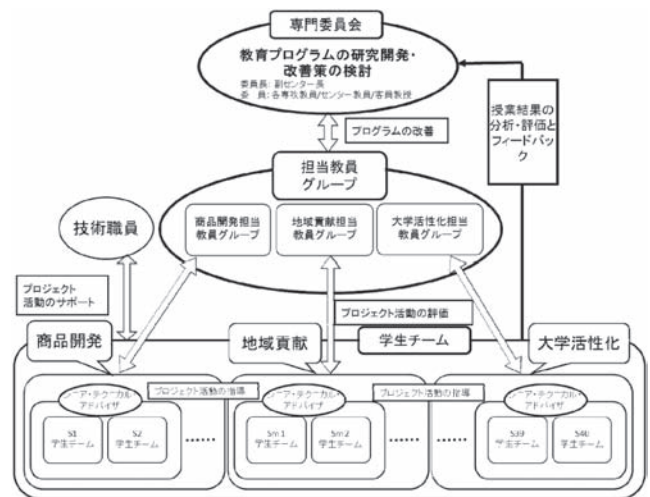 専門委員会
教育プログラムの研究開発・
改善策の検討
委員長: 副センター長
委　員: 各専攻教員/センター教員/客員教授
プログラムの改善
授業結果の
分析・評価と
フィードバッ
ク
担当教員
グループ
技術職員
商品開発担当
教員グループ
地域貢献担当
教員グループ
大学活性化担当
教員グループ
プロジェクト
活動のサポート
プロジェクト活動の評価
商品開発
地域貢献
学生チーム
大学活性化
シニア・テクニカル・
アドバイザ
プロジェクト活動の指導
シニア・テクニカル・
アドバイザ
プロジェクト活動の指導
シニア・テクニカル・
アドバイザ
S1
学生チーム
S2
学生チーム
……
Sm1
学生チーム
Sm2
学生チーム
……
S39
学生チーム
S40
学生チーム